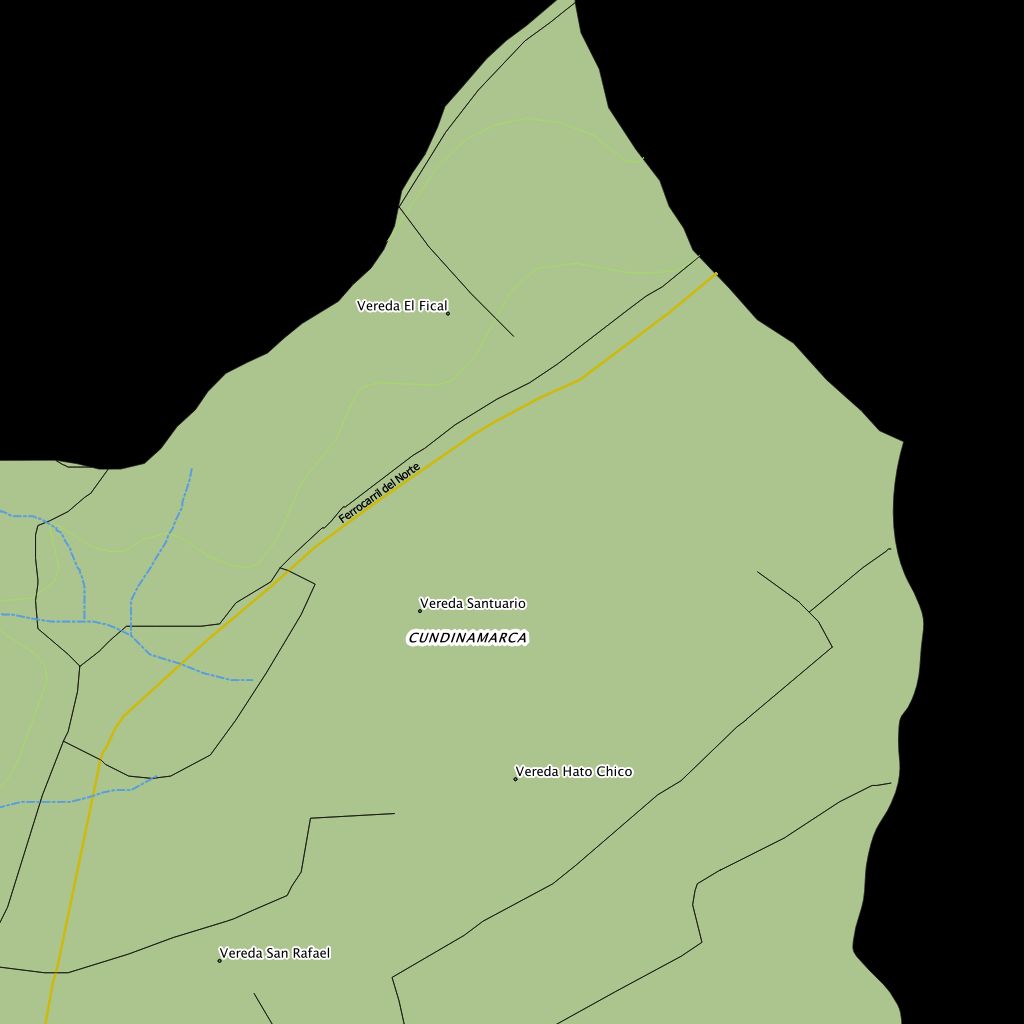 Vereda El Fical
Ferrocarril del Norte
Vereda Santuario
CUNDINAMARCA
Vereda Hato Chico
Vereda San Rafael